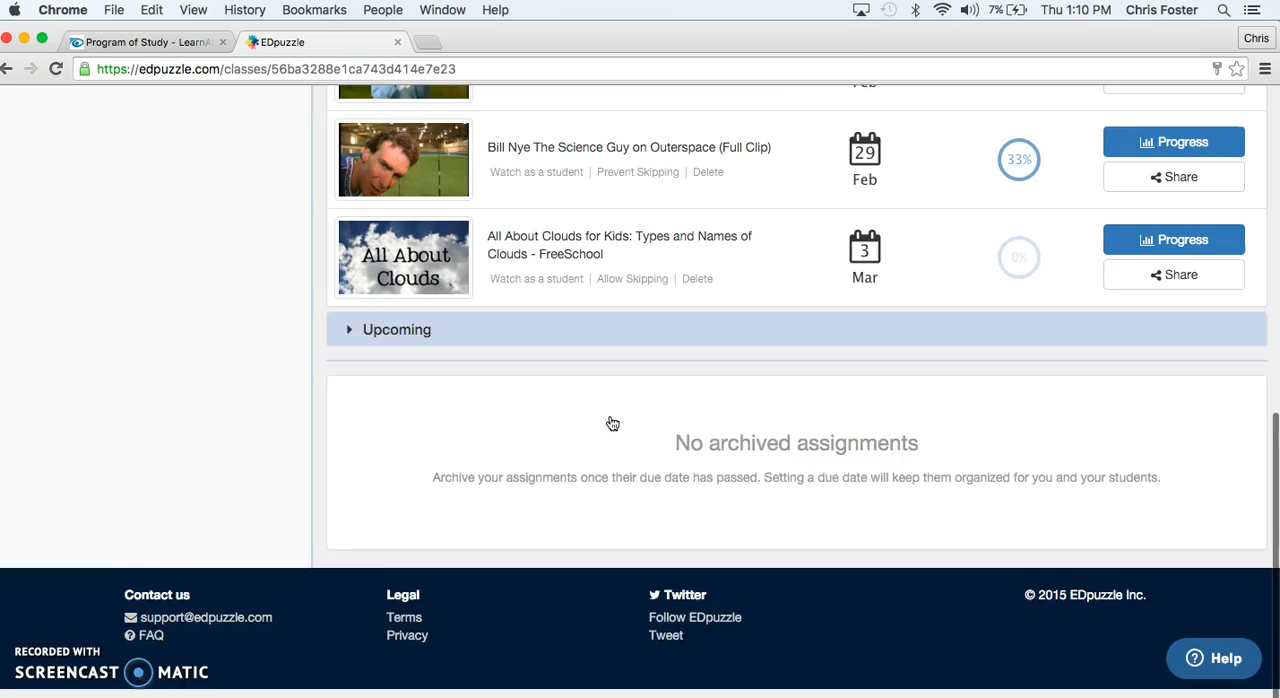 Chrome File Edit View History Bookmarks People Window Help 7% Thu 1:10 PM Chris Foster
Program of Study - LearnA × EDpuzzle × Chris
https://edpuzzle.com/classes/56ba3288e1ca743d414e7e23
Feb
Bill Nye The Science Guy on Outerspace (Full Clip)
Watch as a student | Prevent Skipping | Delete
29
Feb
33%
Progress
Share
All About
Clouds
All About Clouds for Kids: Types and Names of
Clouds - FreeSchool
Watch as a student | Allow Skipping | Delete
3
Mar
0%
Progress
Share
Upcoming
No archived assignments
Archive your assignments once their due date has passed. Setting a due date will keep them organized for you and your students.
Contact us
support@edpuzzle.com
FAQ
Legal
Terms
Privacy
Twitter
Follow EDpuzzle
Tweet
© 2015 EDpuzzle Inc.
Help
RECORDED WITH
SCREENCAST MATIC